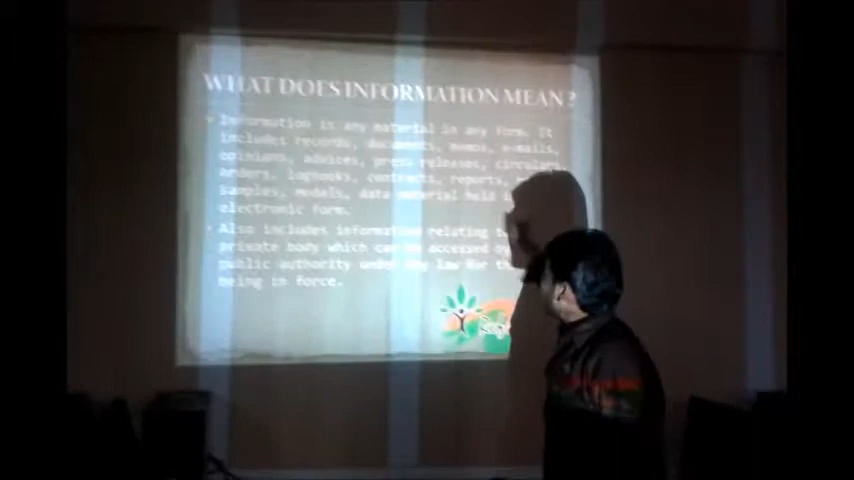 WHAT DOES INFORMATION MEAN?
Information is any material in any form. It
includes records, documents, memos, e-mails,
opinions, advices, press releases, circulars,
orders, logbooks, contracts, reports,
samples, models, data material held
electronic form.
Also includes information relating
private body which can be accessed by
public authority under any law for
being in force.